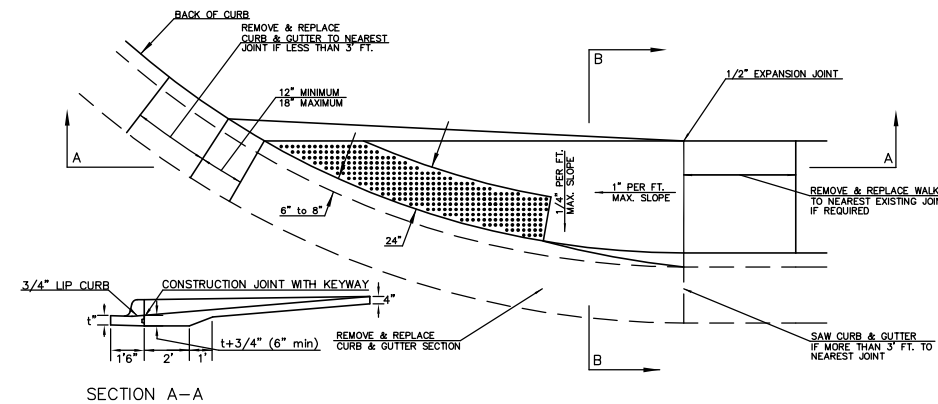 BACK OF CURB
REMOVE & REPLACE
CURB & GUTTER TO NEAREST
JOINT IF LESS THAN 3' FT.
12" MINIMUM
18" MAXIMUM
B
1/2" EXPANSION JOINT
A
A
1/4" PER FT.
MAX. SLOPE
1" PER FT.
MAX. SLOPE
REMOVE & REPLACE WALK
TO NEAREST EXISTING JOIN
IF REQUIRED
6" to 8"
24"
3/4" LIP CURB
CONSTRUCTION JOINT WITH KEYWAY
4"
t"
t+3/4" (6" min)
1'6"
2'
1'
REMOVE & REPLACE
CURB & GUTTER SECTION
SAW CURB & GUTTER
IF MORE THAN 3' FT. TO
NEAREST JOINT
B
SECTION A-A